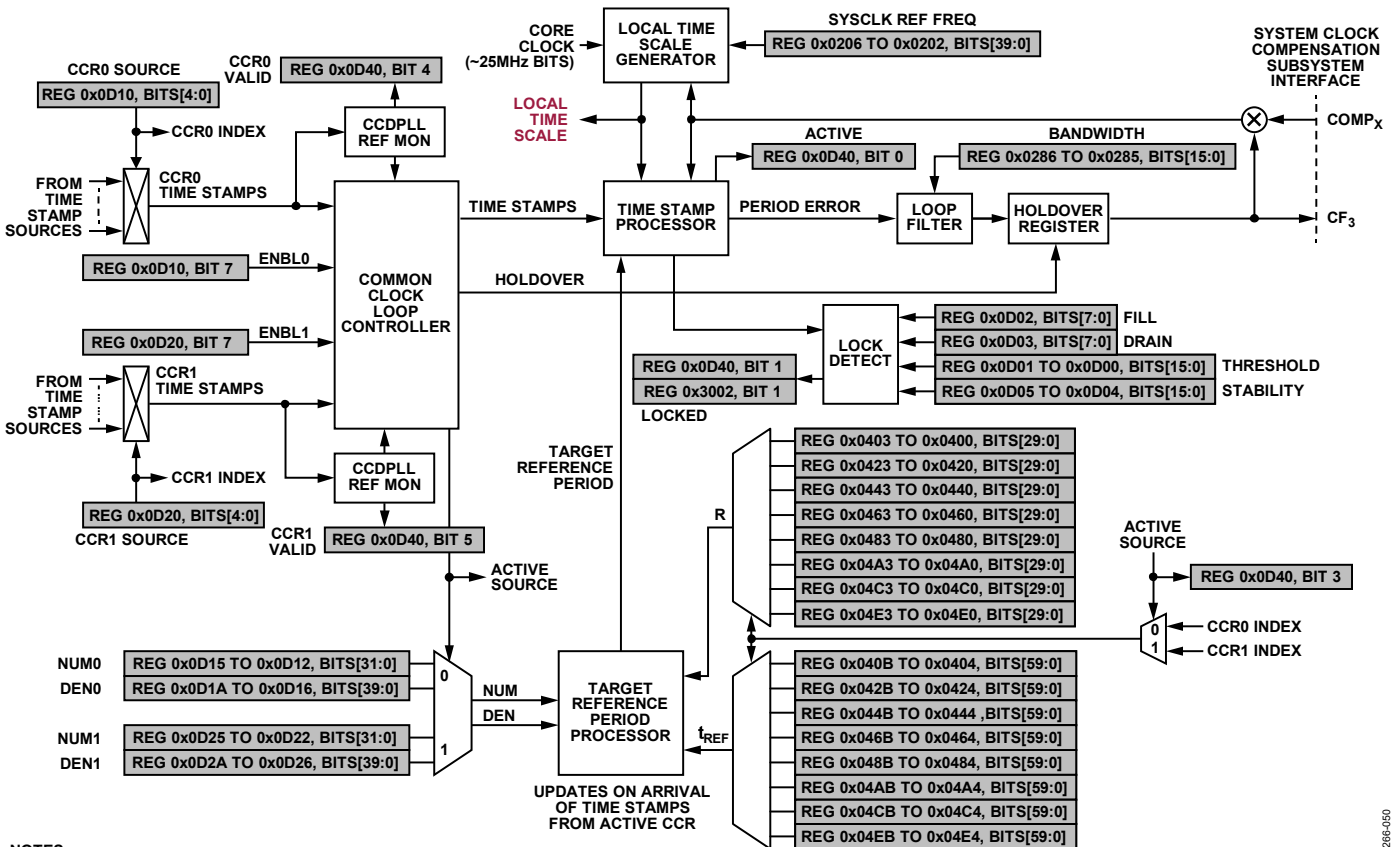 CORE
CLOCK
(~25MHz BITS)
LOCAL TIME
SCALE
GENERATOR
SYSCLK REF FREQ
REG 0x0206 TO 0x0202, BITS[39:0]
SYSTEM CLOCK
COMPENSATION
SUBSYSTEM
INTERFACE
CCR0 SOURCE
REG 0x0D10, BITS[4:0]
CCR0
VALID
REG 0x0D40, BIT 4
CCR0 INDEX
CCDPLL
REF MON
LOCAL
TIME
SCALE
ACTIVE
REG 0x0D40, BIT 0
BANDWIDTH
REG 0x0286 TO 0x0285, BITS[15:0]
COMPX
FROM
TIME
STAMP
SOURCES
CCR0
TIME STAMPS
TIME STAMPS
TIME STAMP
PROCESSOR
PERIOD ERROR
LOOP
FILTER
HOLDOVER
REGISTER
CF3
REG 0x0D10, BIT 7
ENBL0
COMMON
CLOCK
LOOP
CONTROLLER
HOLDOVER
REG 0x0D20, BIT 7
ENBL1
LOCK
DETECT
REG 0x0D02, BITS[7:0] FILL
REG 0x0D03, BITS[7:0] DRAIN
REG 0x0D01 TO 0x0D00, BITS[15:0] THRESHOLD
REG 0x0D05 TO 0x0D04, BITS[15:0] STABILITY
REG 0x0D40, BIT 1
REG 0x3002, BIT 1
LOCKED
FROM
TIME
STAMP
SOURCES
CCR1
TIME STAMPS
CCR1 INDEX
CCDPLL
REF MON
REG 0x0D20, BITS[4:0]
CCR1 SOURCE
CCR1
VALID
REG 0x0D40, BIT 5
TARGET
REFERENCE
PERIOD
R
REG 0x0403 TO 0x0400, BITS[29:0]
REG 0x0423 TO 0x0420, BITS[29:0]
REG 0x0443 TO 0x0440, BITS[29:0]
REG 0x0463 TO 0x0460, BITS[29:0]
REG 0x0483 TO 0x0480, BITS[29:0]
REG 0x04A3 TO 0x04A0, BITS[29:0]
REG 0x04C3 TO 0x04C0, BITS[29:0]
REG 0x04E3 TO 0x04E0, BITS[29:0]
ACTIVE
SOURCE
REG 0x0D40, BIT 3
0
1
CCR0 INDEX
CCR1 INDEX
ACTIVE
SOURCE
NUM0 REG 0x0D15 TO 0x0D12, BITS[31:0]
DEN0 REG 0x0D1A TO 0x0D16, BITS[39:0]
NUM1 REG 0x0D25 TO 0x0D22, BITS[31:0]
DEN1 REG 0x0D2A TO 0x0D26, BITS[39:0]
0
1
NUM
DEN
TARGET
REFERENCE
PERIOD
PROCESSOR
tREF
UPDATES ON ARRIVAL
OF TIME STAMPS
FROM ACTIVE CCR
REG 0x040B TO 0x0404, BITS[59:0]
REG 0x042B TO 0x0424, BITS[59:0]
REG 0x044B TO 0x0444 ,BITS[59:0]
REG 0x046B TO 0x0464, BITS[59:0]
REG 0x048B TO 0x0484, BITS[59:0]
REG 0x04AB TO 0x04A4, BITS[59:0]
REG 0x04CB TO 0x04C4, BITS[59:0]
REG 0x04EB TO 0x04E4, BITS[59:0]
266-050